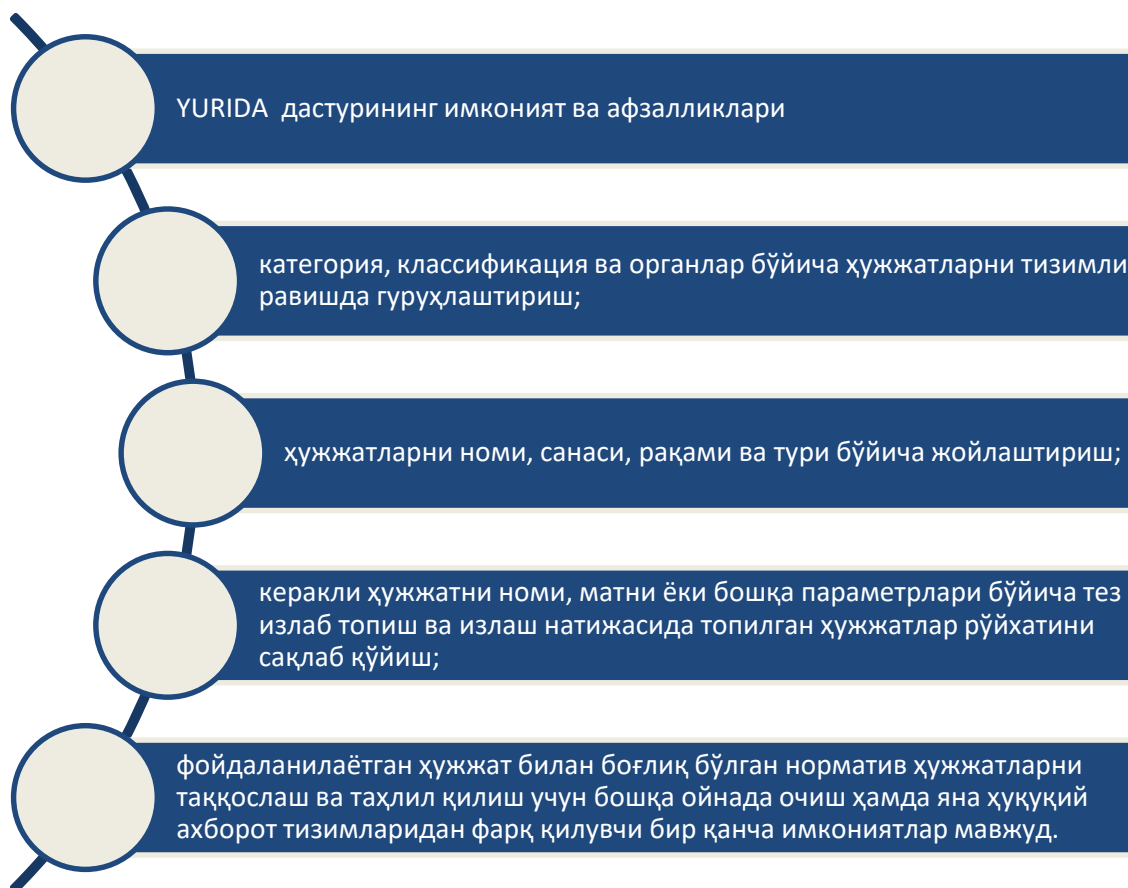 YURIDA  дастурининг имконият ва афзалликлари
категория, классификация ва органлар бўйича ҳужжатларни тизимли
равишда гуруҳлаштириш;
ҳужжатларни номи, санаси, рақами ва тури бўйича жойлаштириш;
керакли ҳужжатни номи, матни ёки бошқа параметрлари бўйича тез
излаб топиш ва излаш натижасида топилган ҳужжатлар рўйхатини
сақлаб қўйиш;
фойдаланилаётган ҳужжат билан боғлиқ бўлган норматив ҳужжатларни
таққослаш ва таҳлил қилиш учун бошқа ойнада очиш ҳамда яна ҳуқуқий
ахборот тизимларидан фарқ қилувчи бир қанча имкониятлар мавжуд.